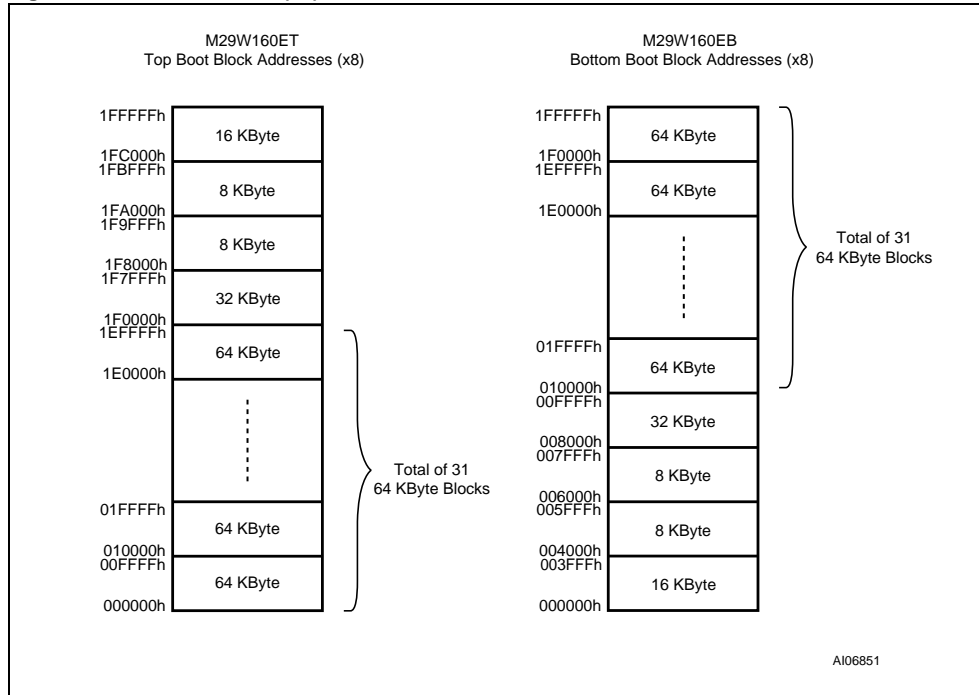 M29W160ET
Top Boot Block Addresses (x8)
1FFFFFh
16 KByte
1FC000h
1FBFFFh
8 KByte
1FA000h
1F9FFFh
8 KByte
1F8000h
1F7FFFh
32 KByte
1F0000h
1EFFFFh
64 KByte
1E0000h
Total of 31
64 KByte Blocks
01FFFFh
64 KByte
010000h
00FFFFh
64 KByte
000000h
M29W160EB
Bottom Boot Block Addresses (x8)
1FFFFFh
64 KByte
1F0000h
1EFFFFh
64 KByte
1E0000h
Total of 31
64 KByte Blocks
01FFFFh
64 KByte
010000h
00FFFFh
32 KByte
008000h
007FFFh
8 KByte
006000h
005FFFh
8 KByte
004000h
003FFFh
16 KByte
000000h
AI06851